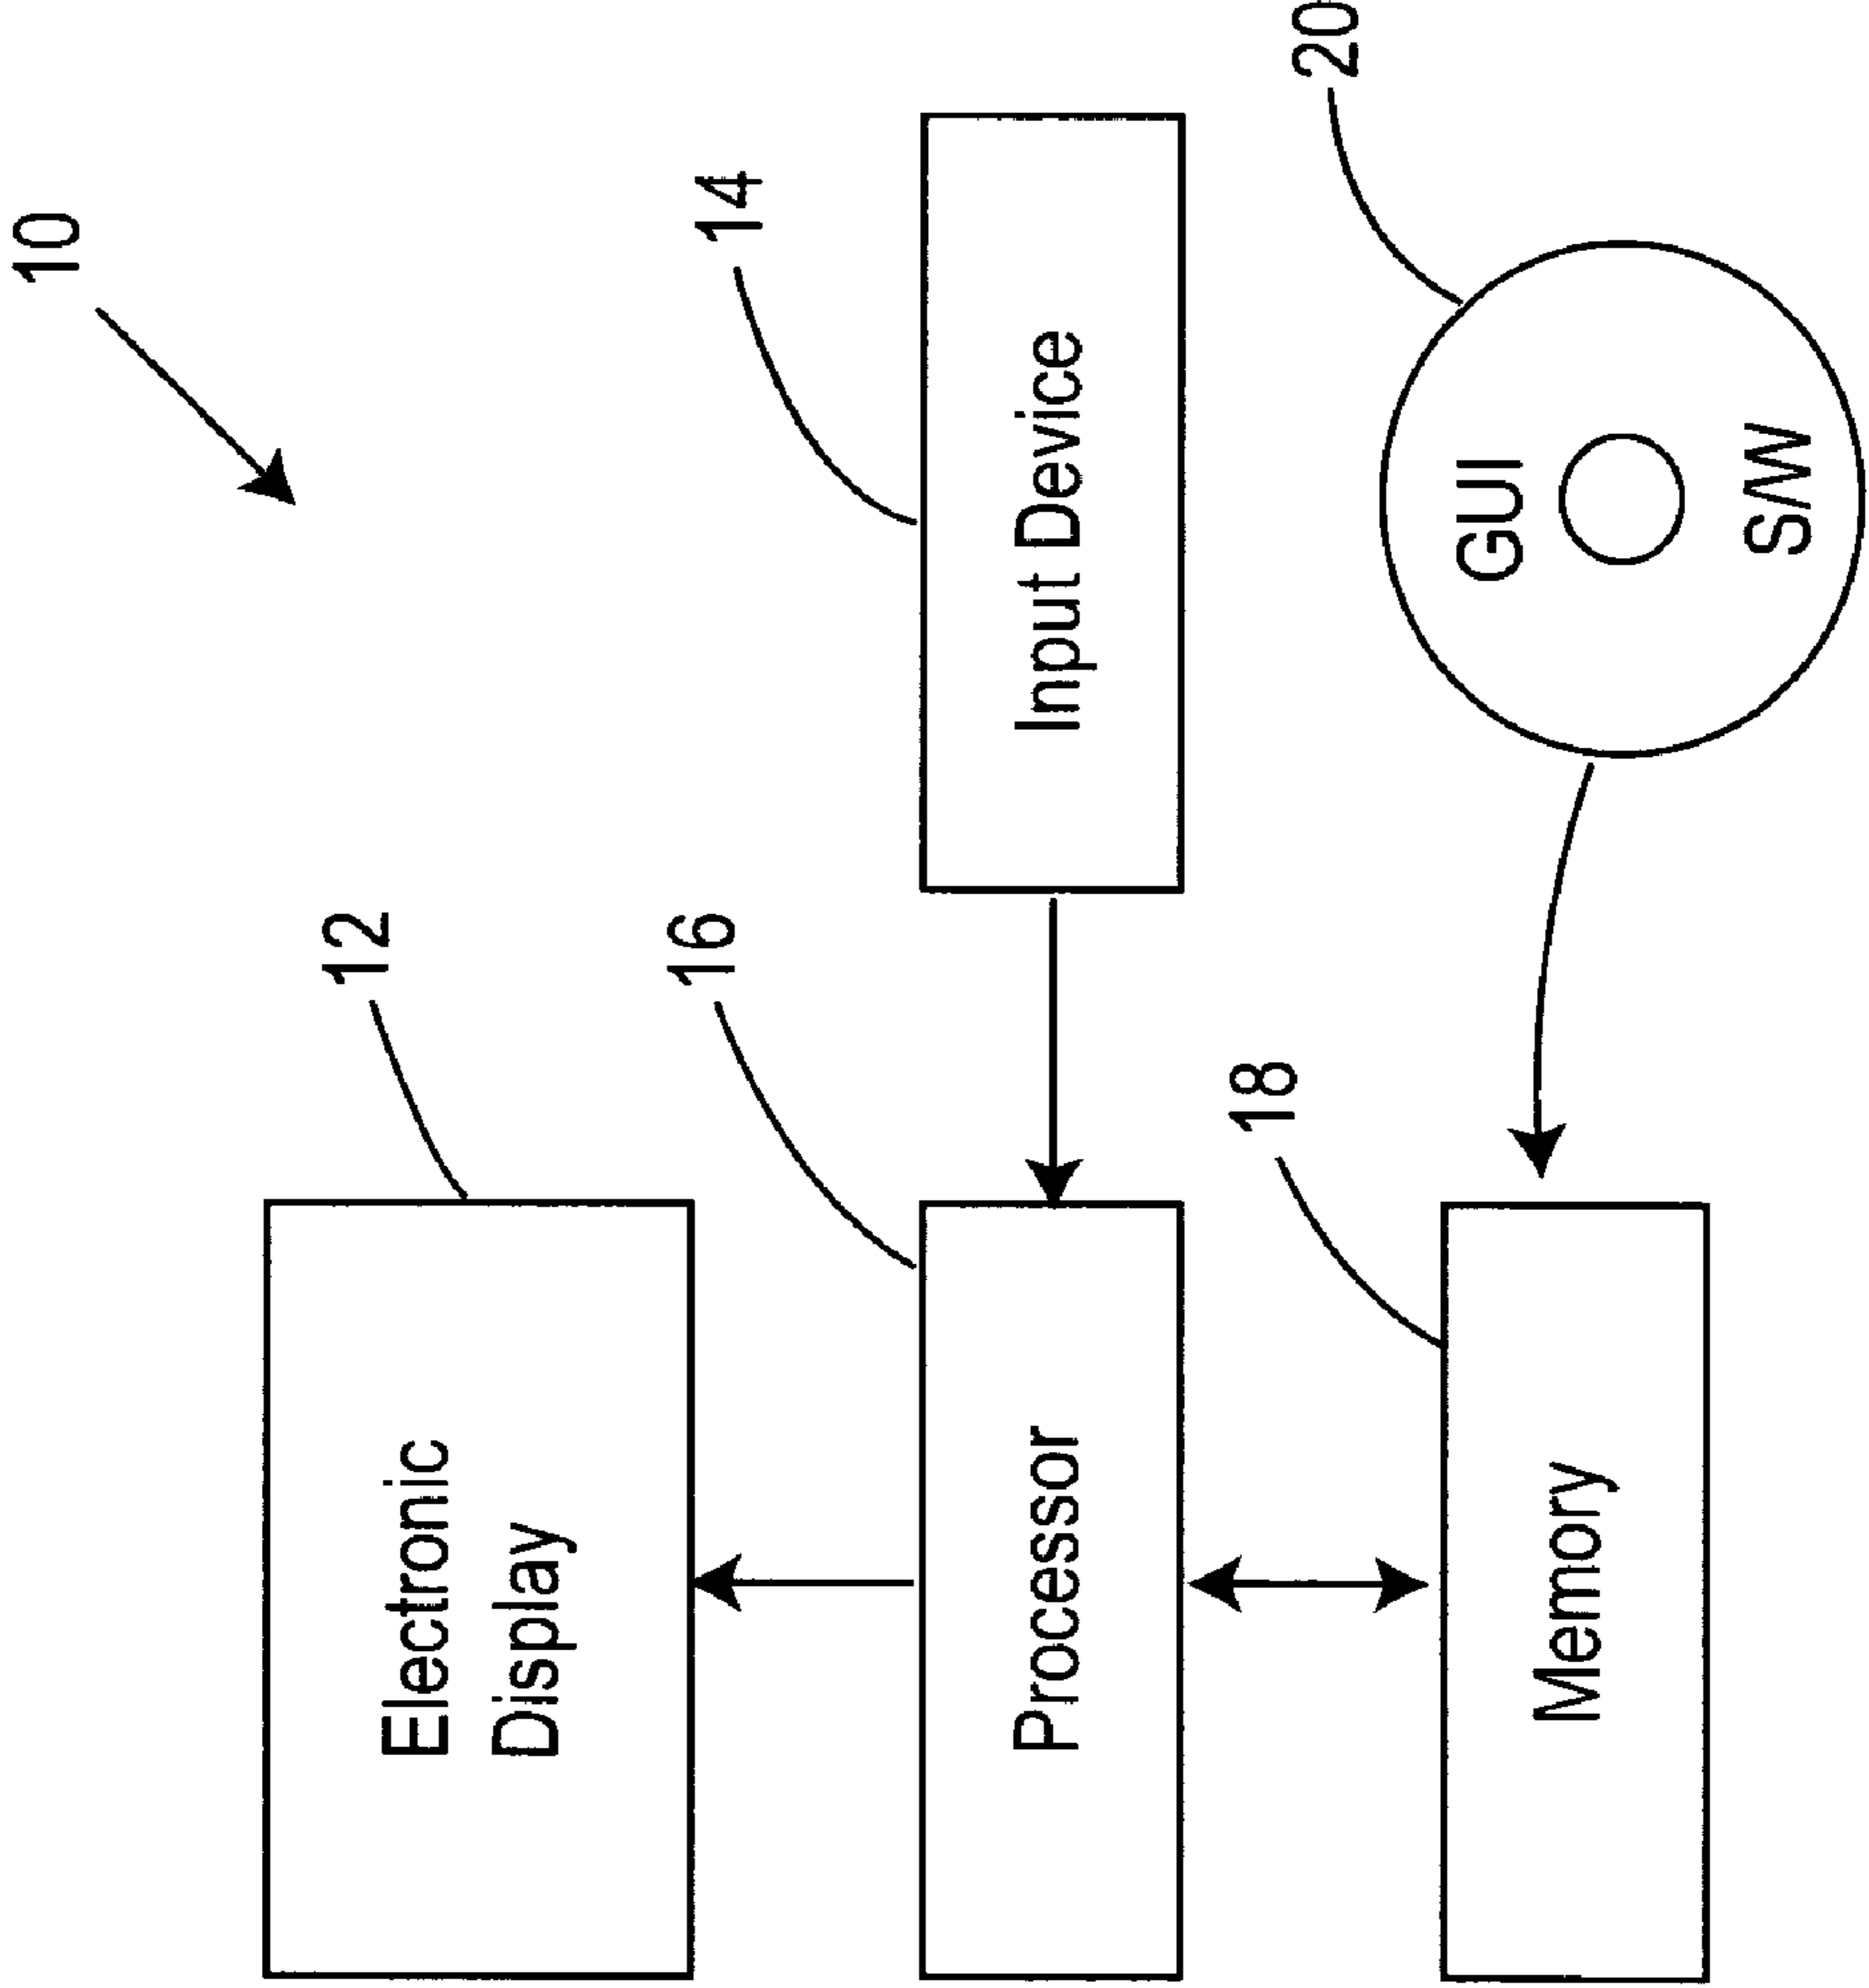 10
12
Electronic
Display
14
Input Device
16
Processor
18
Memory
20
GUI
S/W